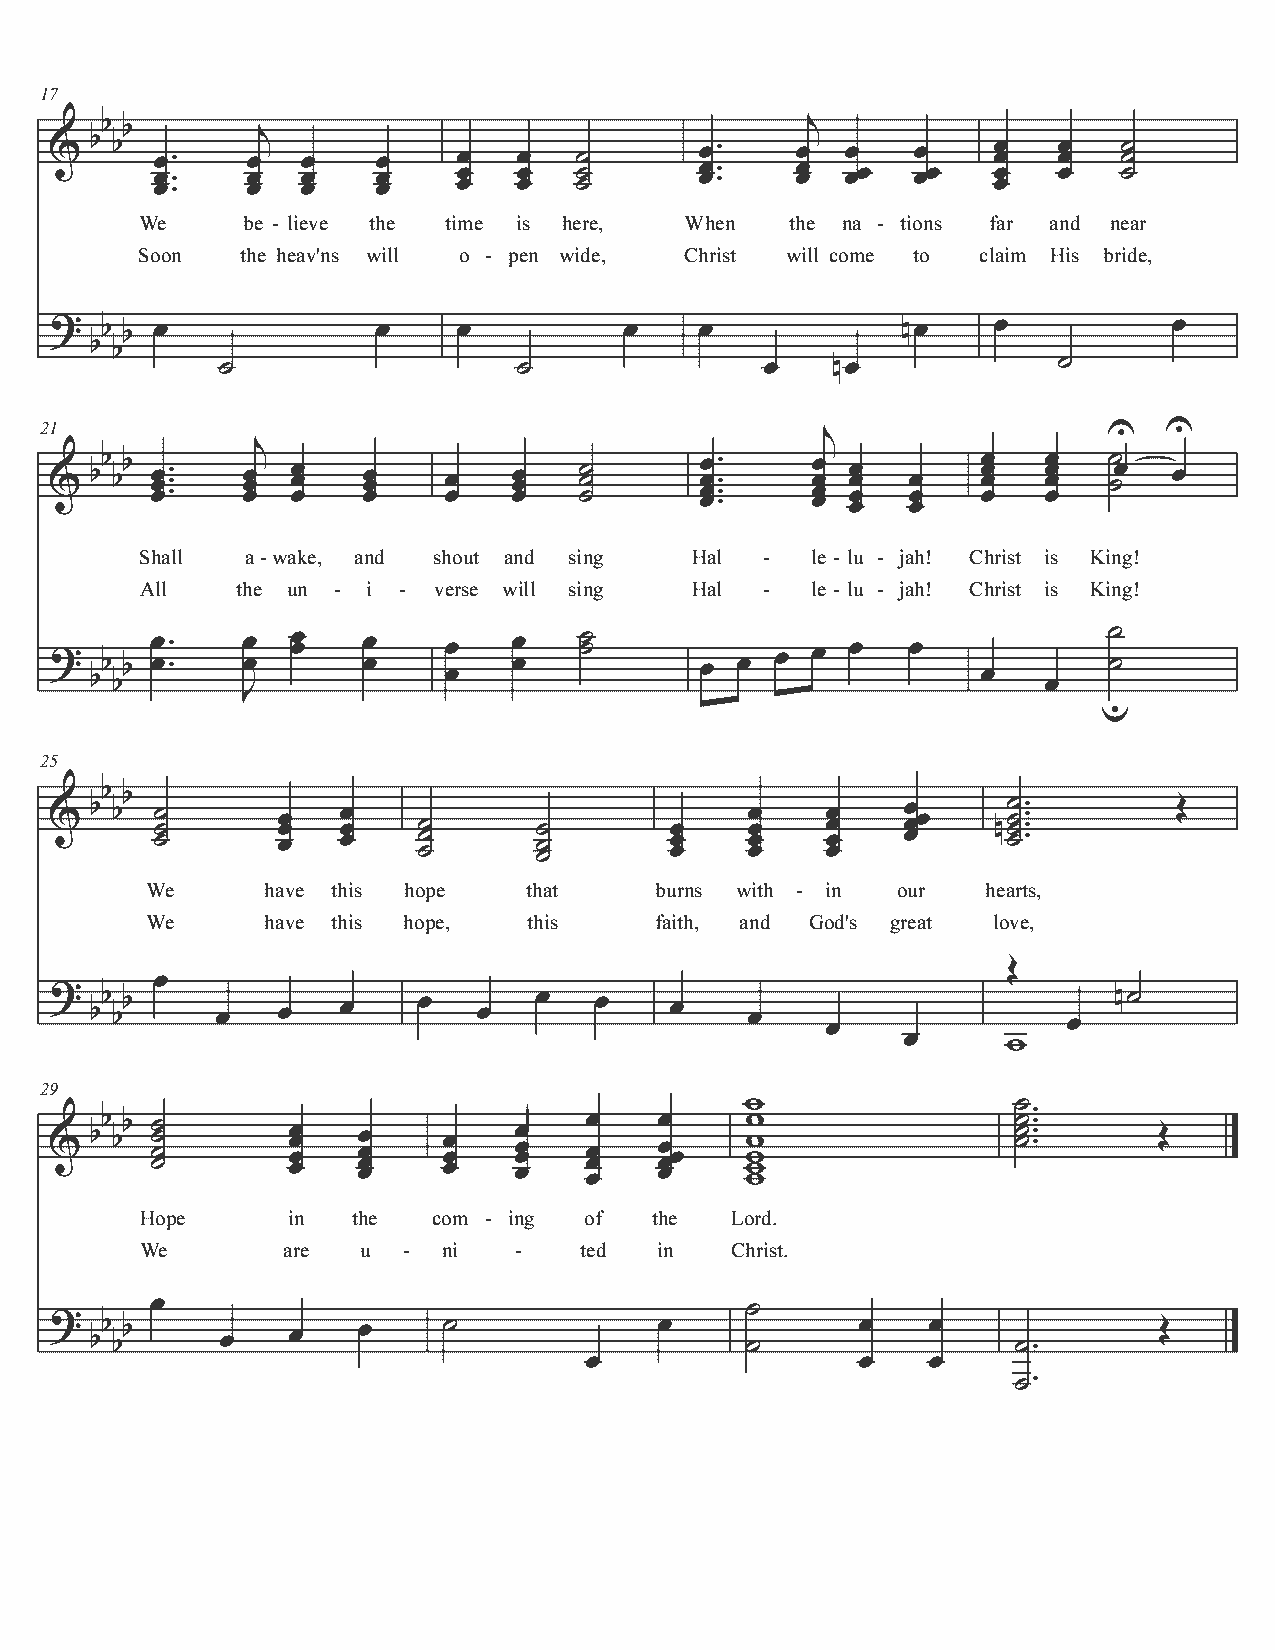 17
We be - lieve the time is here, When the na - tions far and near
Soon the heav'ns will o - pen wide, Christ will come to claim His bride,
21
Shall a - wake, and shout and sing Hal - le - lu - jah! Christ is King!
All the un - i - verse will sing Hal - le - lu - jah! Christ is King!
25
We have this hope that burns with - in our hearts,
We have this hope, this faith, and God's great love,
29
Hope in the com - ing of the Lord.
We are u - ni - ted in Christ.